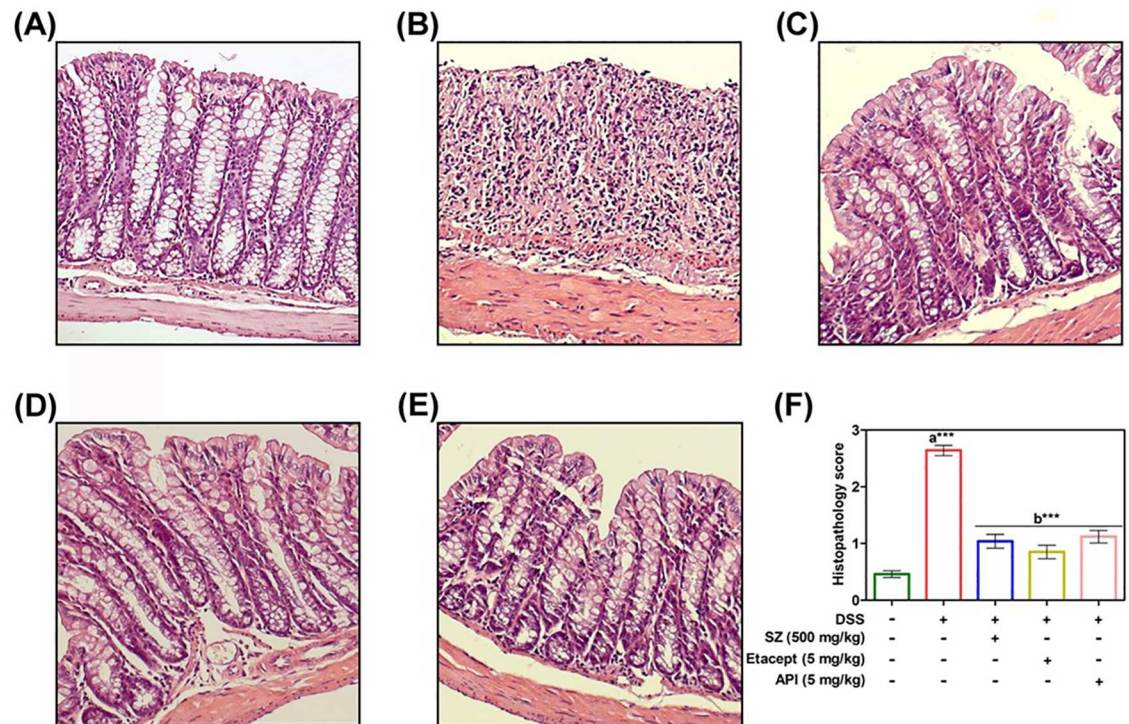 (A)
(B)
(C)
(D)
(E)
(F)
Histopathology score
3
2
1
0
a***
b***
DSS - + + + +
SZ (500 mg/kg) - - + - -
Etacept (5 mg/kg) - - - + -
API (5 mg/kg) - - - - +